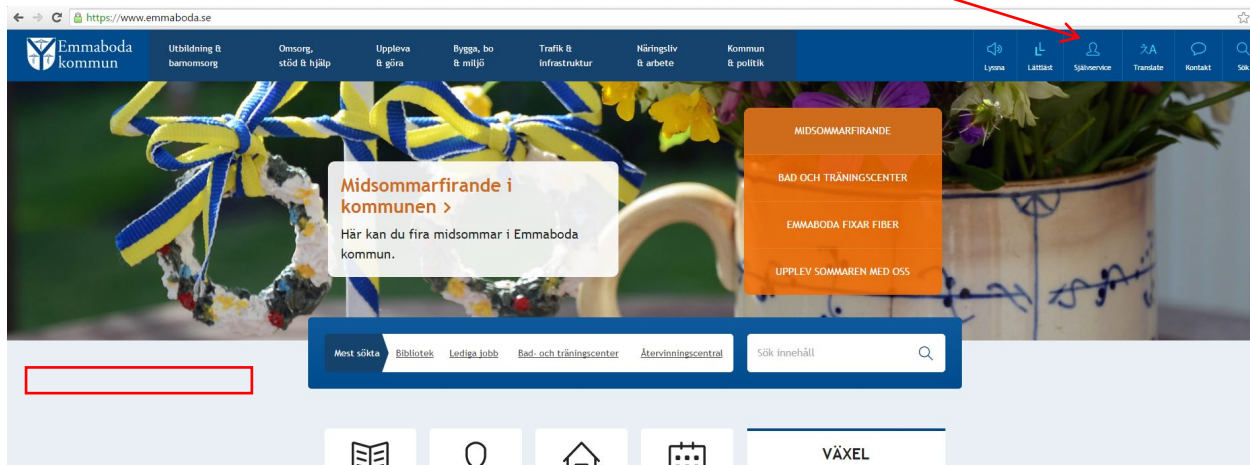 https://www.emmaboda.se
Emmaboda
kommun
Utbildning &
barnomsorg
Omsorg,
stöd & hjälp
Uppleva
& göra
Bygga, bo
& miljö
Trafik &
infrastruktur
Näringsliv
& arbete
Kommun
& politik
Lyssna
LL
Lättläst
Självservice
文A
Translate
Kontakt
Sök
Midsommarfirande i
kommunen >
Här kan du fira midsommar i Emmaboda
kommun.
MIDSOMMARFIRANDE
BAD OCH TRÄNINGSCENTER
EMMABODA FIXAR FIBER
UPPLEV SOMMAREN MED OSS
Mest sökta Bibliotek Lediga jobb Bad- och träningscenter Återvinningscentral
Sök innehåll
VÄXEL